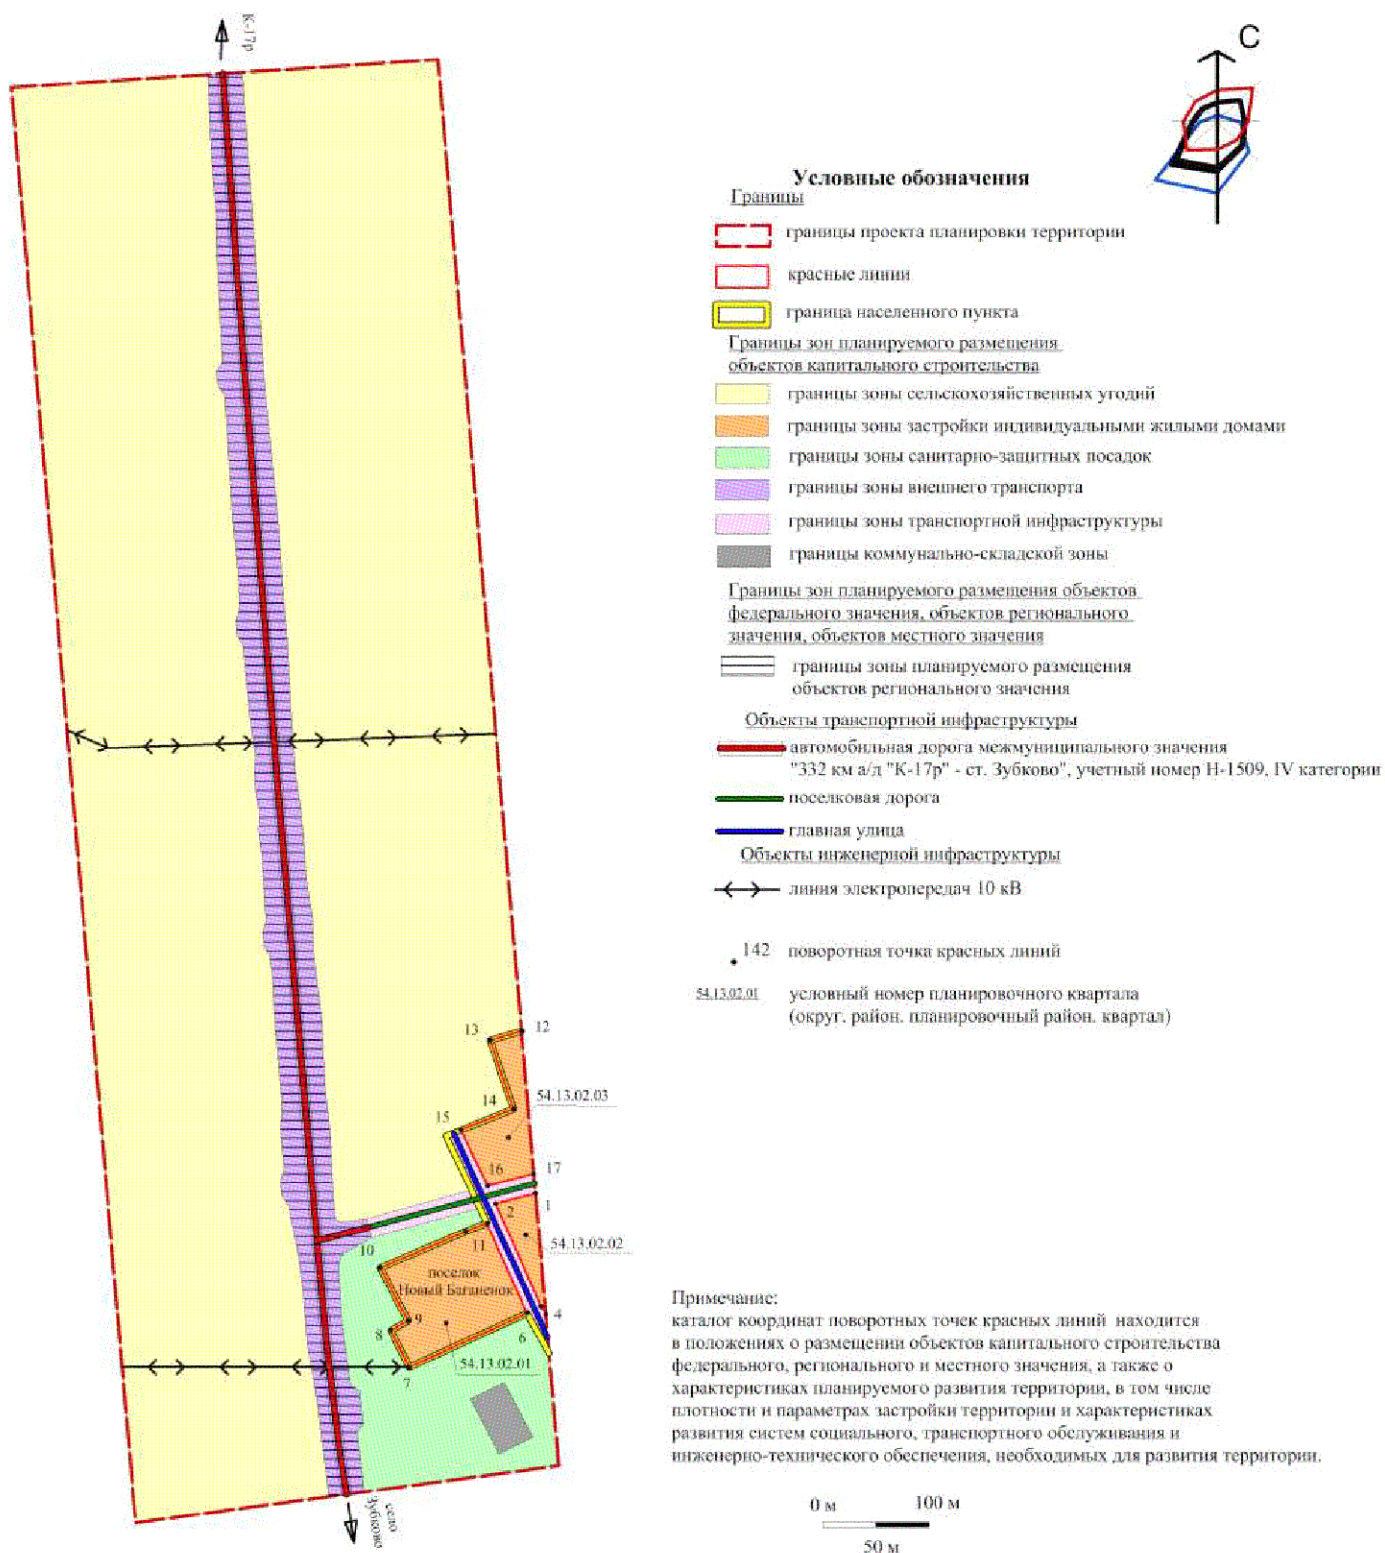 К-17р
С
Условные обозначения
Границы
границы проекта планировки территории
красные линии
граница населенного пункта
Границы зон планируемого размещения
объектов капитального строительства
границы зоны сельскохозяйственных угодий
границы зоны застройки индивидуальными жилыми домами
границы зоны санитарно-защитных посадок
границы зоны внешнего транспорта
границы зоны транспортной инфраструктуры
границы коммунально-складской зоны
Границы зон планируемого размещения объектов
федерального значения, объектов регионального
значения, объектов местного значения
границы зоны планируемого размещения
объектов регионального значения
Объекты транспортной инфраструктуры
автомобильная дорога межмуниципального значения
"332 км а/д "К-17р" - ст. Зубково", учетный номер Н-1509, IV категории
поселковая дорога
главная улица
Объекты инженерной инфраструктуры
линия электропередач 10 кВ
142 поворотная точка красных линий
54.13.02.01 условный номер планировочного квартала
(округ. район. планировочный район. квартал)
13
12
14
54.13.02.03
15
16
17
2
1
10
11
54.13.02.02
поселок
Новый Баганенок
9
8
4
6
54.13.02.01
7
село
Зубково
Примечание:
каталог координат поворотных точек красных линий находится
в положениях о размещении объектов капитального строительства
федерального, регионального и местного значения, а также о
характеристиках планируемого развития территории, в том числе
плотности и параметрах застройки территории и характеристиках
развития систем социального, транспортного обслуживания и
инженерно-технического обеспечения, необходимых для развития территории.
0 м 100 м
50 м